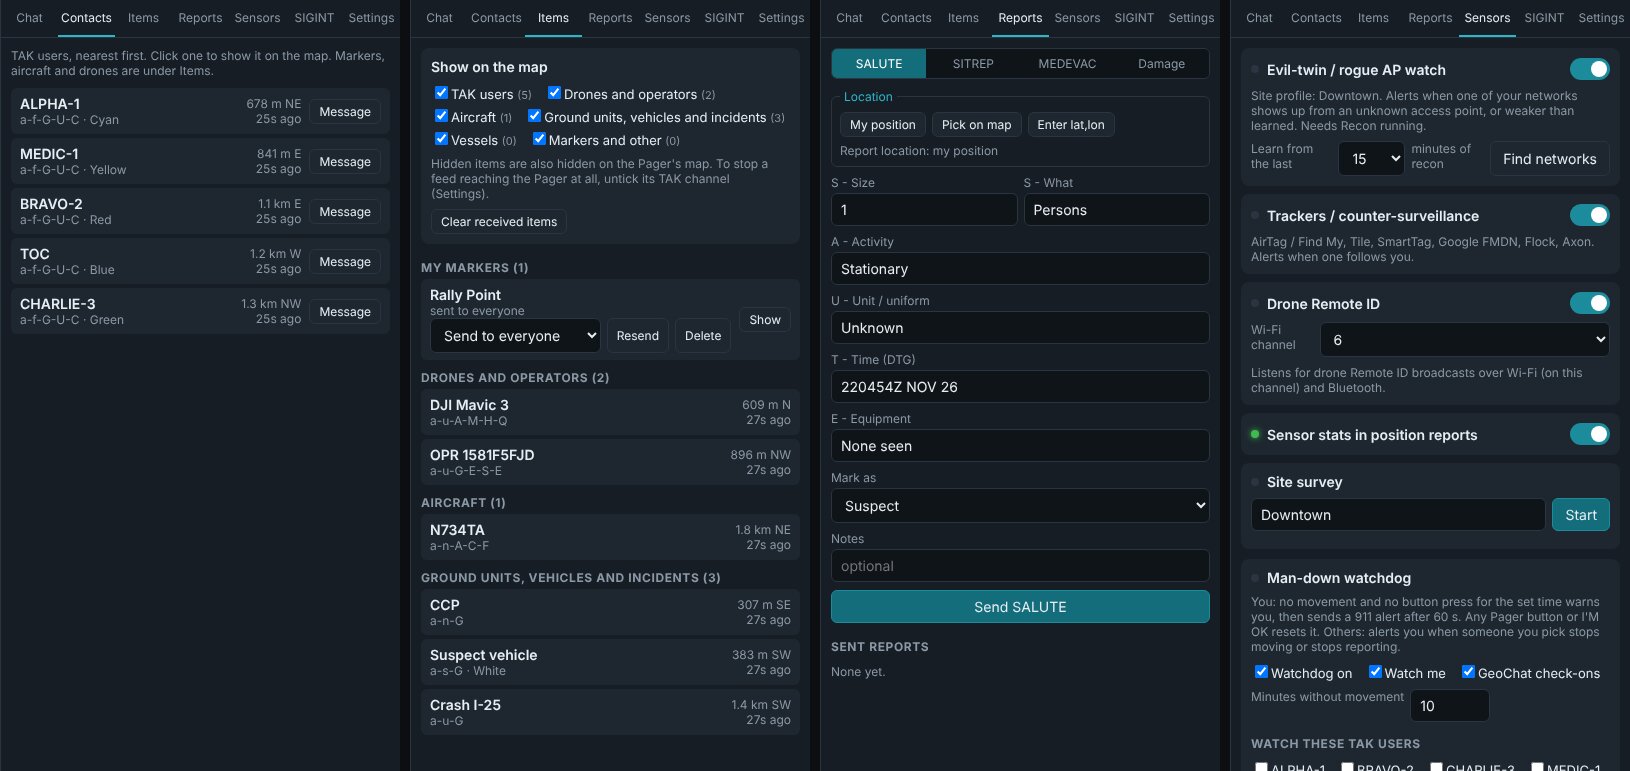 Chat Contacts Items Reports Sensors SIGINT Settings
TAK users, nearest first. Click one to show it on the map. Markers,
aircraft and drones are under Items.
ALPHA-1 678 m NE
a-f-G-U-C · Cyan 25s ago Message
MEDIC-1 841 m E
a-f-G-U-C · Yellow 25s ago Message
BRAVO-2 1.1 km E
a-f-G-U-C · Red 25s ago Message
TOC 1.2 km W
a-f-G-U-C · Blue 25s ago Message
CHARLIE-3 1.3 km NW
a-f-G-U-C · Green 25s ago Message
Chat Contacts Items Reports Sensors SIGINT Settings
Show on the map
TAK users (5) Drones and operators (2)
Aircraft (1) Ground units, vehicles and incidents (3)
Vessels (0) Markers and other (0)
Hidden items are also hidden on the Pager's map. To stop a
feed reaching the Pager at all, untick its TAK channel
(Settings).
Clear received items
MY MARKERS (1)
Rally Point
sent to everyone
Send to everyone Resend Delete Show
DRONES AND OPERATORS (2)
DJI Mavic 3 609 m N
a-u-A-M-H-Q 27s ago
OPR 1581F5FJD 896 m NW
a-u-G-E-S-E 27s ago
AIRCRAFT (1)
N734TA 1.8 km NE
a-n-A-C-F 27s ago
GROUND UNITS, VEHICLES AND INCIDENTS (3)
CCP 307 m SE
a-n-G 27s ago
Suspect vehicle 383 m SW
a-s-G · White 27s ago
Crash I-25 1.4 km SW
a-u-G 27s ago
Chat Contacts Items Reports Sensors SIGINT Settings
SALUTE SITREP MEDEVAC Damage
Location
My position Pick on map Enter lat,lon
Report location: my position
S - Size S - What
1 Persons
A - Activity
Stationary
U - Unit / uniform
Unknown
T - Time (DTG)
220454Z NOV 26
E - Equipment
None seen
Mark as
Suspect
Notes
optional
Send SALUTE
SENT REPORTS
None yet.
Chat Contacts Items Reports Sensors SIGINT Settings
Evil-twin / rogue AP watch
Site profile: Downtown. Alerts when one of your networks
shows up from an unknown access point, or weaker than
learned. Needs Recon running.
Learn from the last 15 minutes of recon Find networks
Trackers / counter-surveillance
AirTag / Find My, Tile, SmartTag, Google FMDN, Flock, Axon.
Alerts when one follows you.
Drone Remote ID
Wi-Fi channel 6
Listens for drone Remote ID broadcasts over Wi-Fi (on this
channel) and Bluetooth.
Sensor stats in position reports
Site survey
Downtown Start
Man-down watchdog
You: no movement and no button press for the set time warns
you, then sends a 911 alert after 60 s. Any Pager button or I'M
OK resets it. Others: alerts you when someone you pick stops
moving or stops reporting.
Watchdog on Watch me GeoChat check-ons
Minutes without movement 10
WATCH THESE TAK USERS
ALPHA-1 BRAVO-2 CHARLIE-3 MEDIC-1